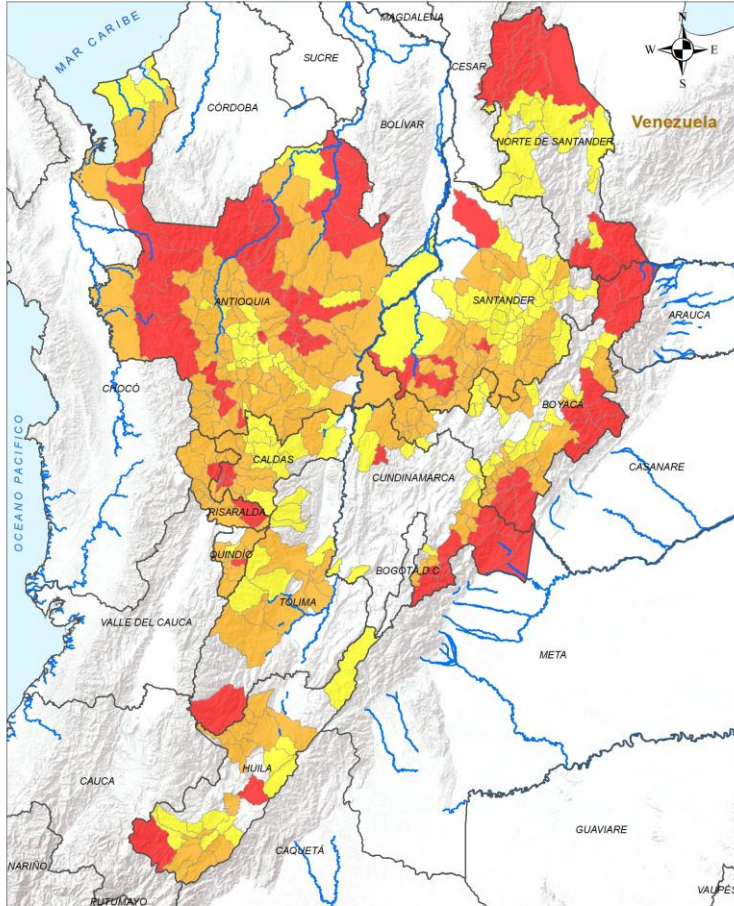 MAGDALENA
N
MAR CARIBE
SUCRE
W
E
CESAR
S
CÓRDOBA
BOLÍVAR
Venezuela
NORTE DE SANTANDER
ANTIOQUIA
SANTANDER
ARAUCA
CHOCÓ
BOYACÁ
OCEANO PACIFICO
CALDAS
CUNDINAMARCA
CASANARE
RISARALDA
QUINDÍO
BOGOTÁ, D.C
TOLIMA
VALLE DEL CAUCA
META
HUILA
CAUCA
GUAVIARE
CAQUETÁ
NARIÑO
PUTUMAYO
VAUPÉS